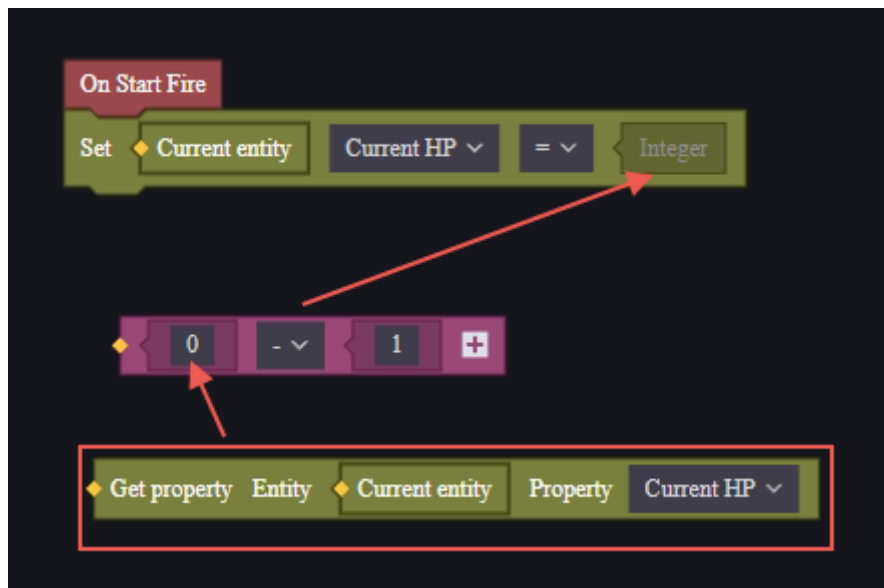 On Start Fire
Set Current entity Current HP = Integer
0 - 1 +
Get property Entity Current entity Property Current HP